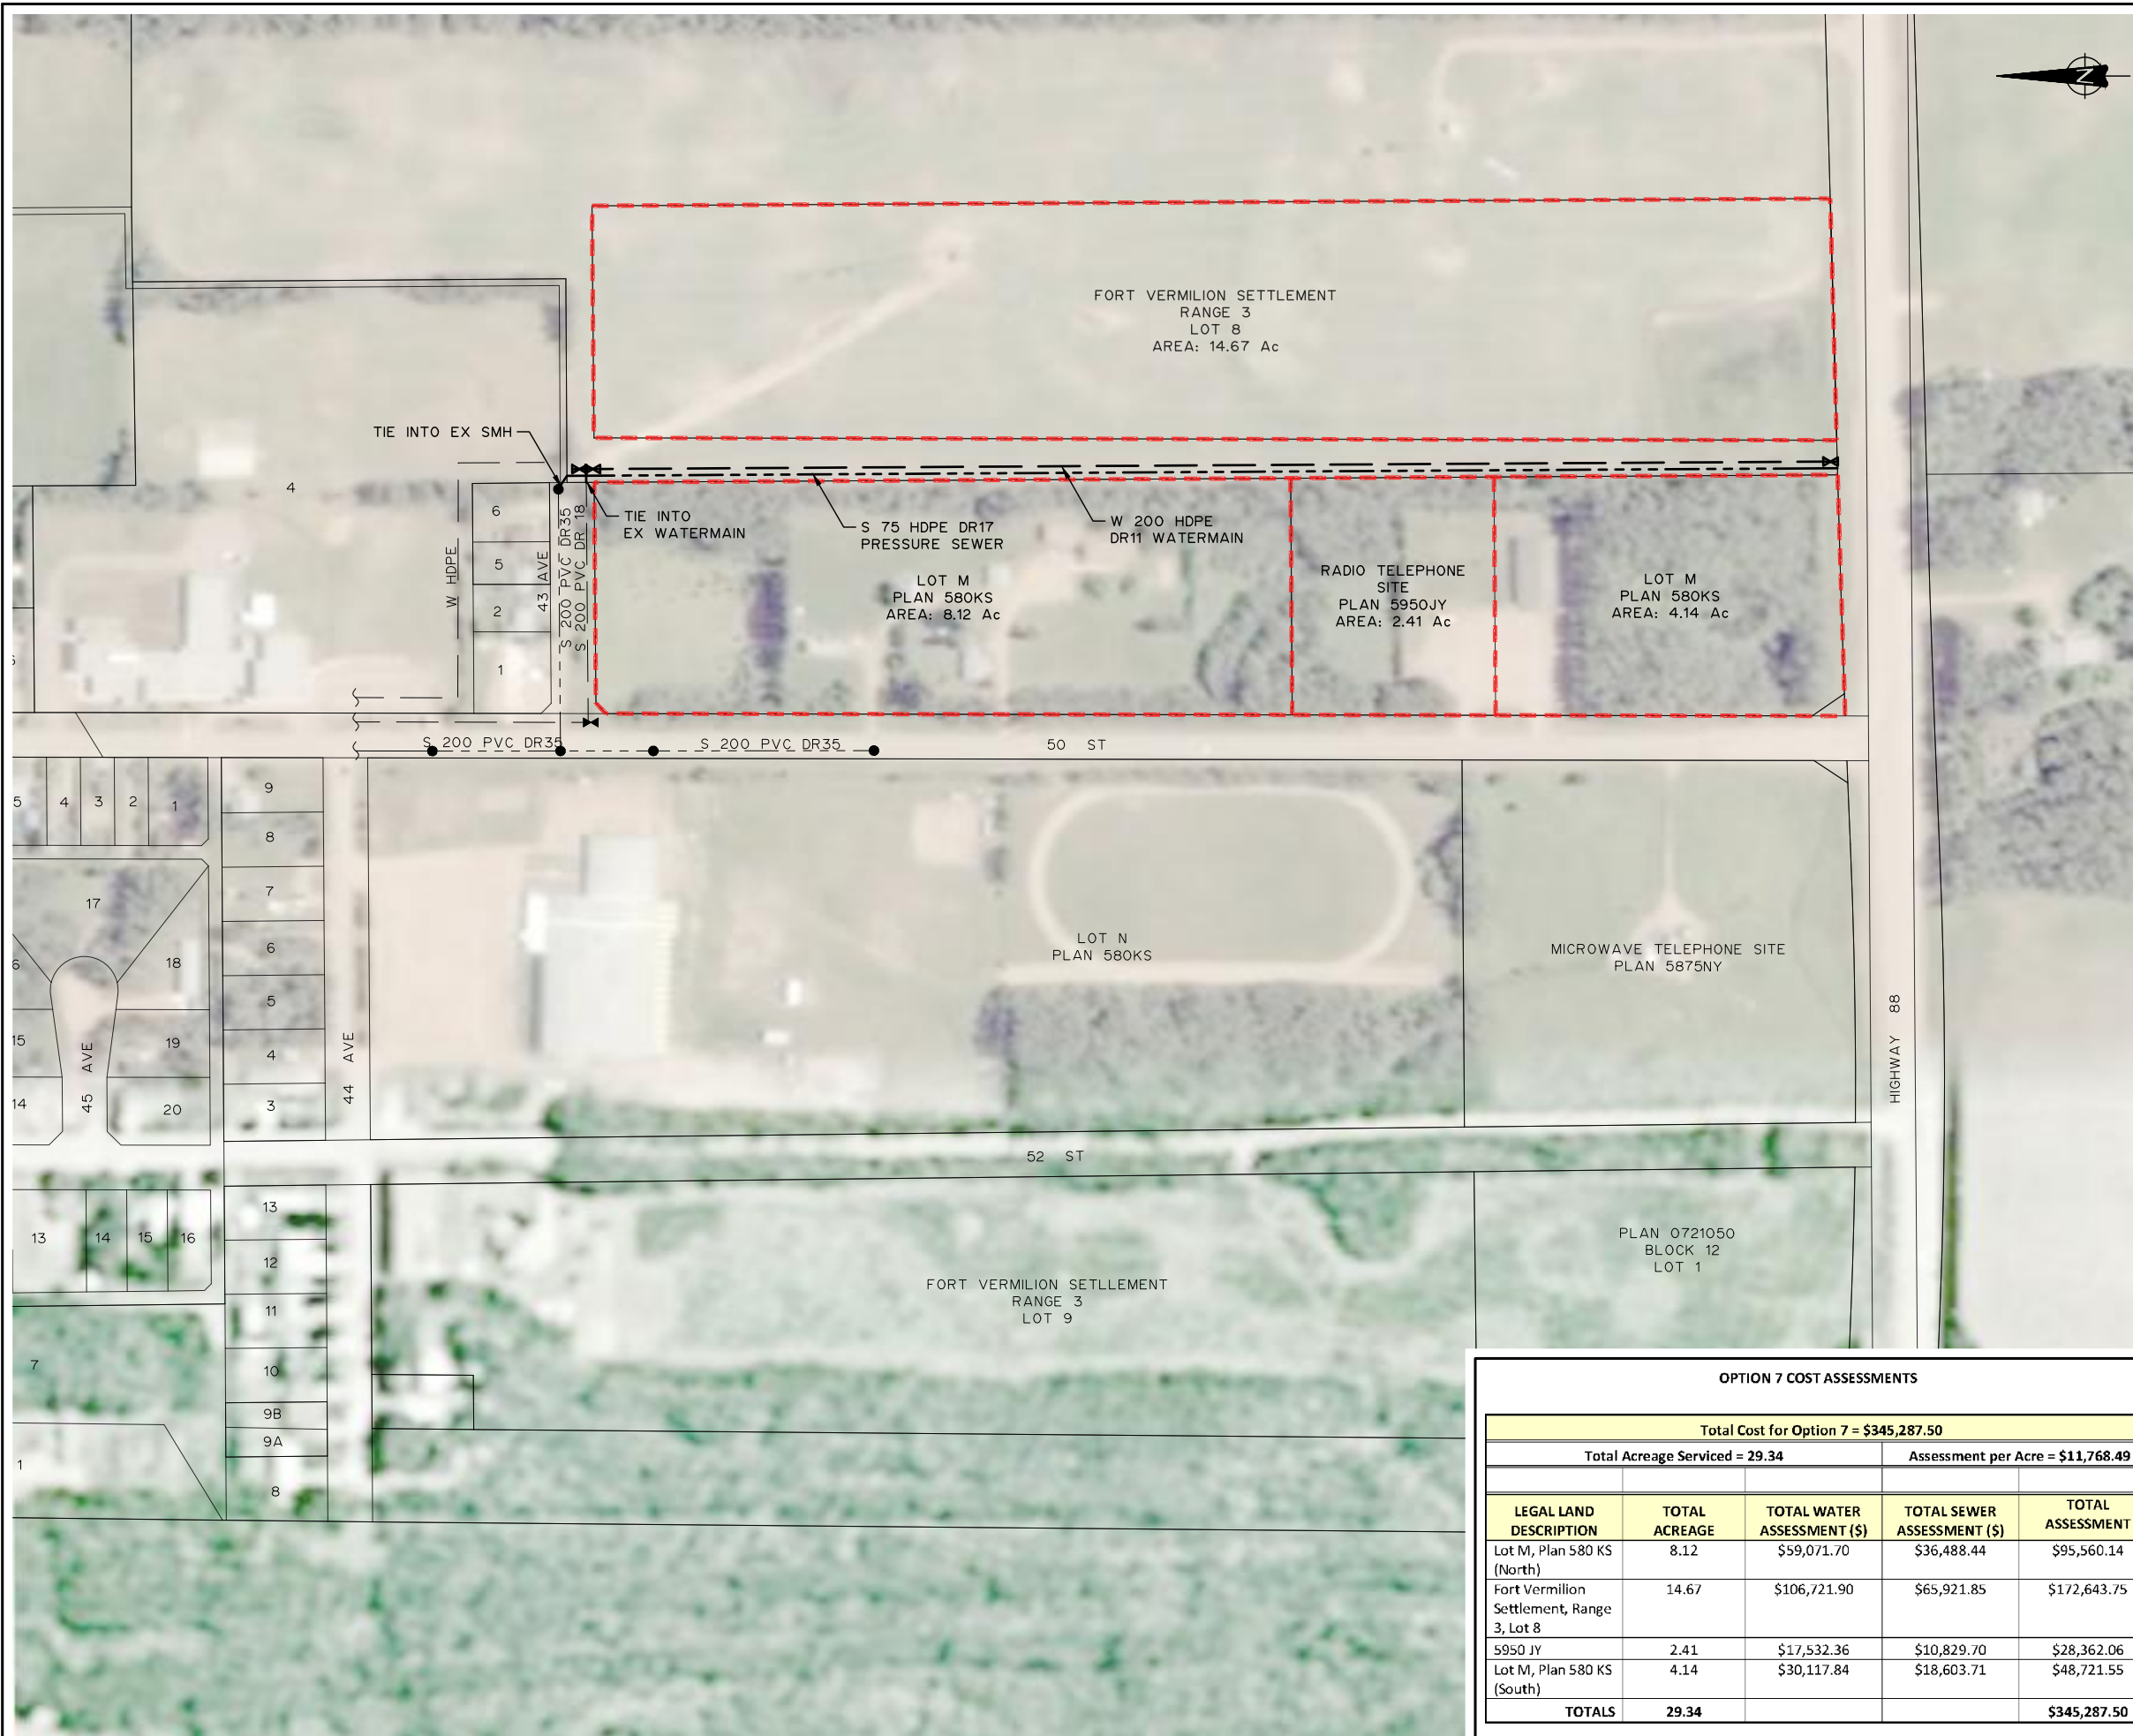 N
FORT VERMILION SETTLEMENT
RANGE 3
LOT 8
AREA: 14.67 Ac
TIE INTO EX SMH
4
6
5
2
1
W HDPE
43 AVE
S 200 PVC DR35
S 200 PVC DR 18
TIE INTO
EX WATERMAIN
S 75 HDPE DR17
PRESSURE SEWER
W 200 HDPE
DR11 WATERMAIN
LOT M
PLAN 580KS
AREA: 8.12 Ac
RADIO TELEPHONE
SITE
PLAN 5950JY
AREA: 2.41 Ac
LOT M
PLAN 580KS
AREA: 4.14 Ac
S 200 PVC DR35
S 200 PVC DR35
50 ST
5
4
3
2
1
9
8
7
6
5
4
3
17
18
6
15
19
14
20
45 AVE
44 AVE
LOT N
PLAN 580KS
MICROWAVE TELEPHONE SITE
PLAN 5875NY
HIGHWAY 88
52 ST
13
14
15
16
13
12
11
10
9B
9A
8
7
1
FORT VERMILION SETLLEMENT
RANGE 3
LOT 9
PLAN 0721050
BLOCK 12
LOT 1
OPTION 7 COST ASSESSMENTS
Total Cost for Option 7 = $345,287.50
Total Acreage Serviced = 29.34 Assessment per Acre = $11,768.49
LEGAL LAND DESCRIPTION TOTAL ACREAGE TOTAL WATER ASSESSMENT ($) TOTAL SEWER ASSESSMENT ($) TOTAL ASSESSMENT
Lot M, Plan 580 KS 8.12 $59,071.70 $36,488.44 $95,560.14
(North)
Fort Vermilion 14.67 $106,721.90 $65,921.85 $172,643.75
Settlement, Range
3, Lot 8
5950 JY 2.41 $17,532.36 $10,829.70 $28,362.06
Lot M, Plan 580 KS 4.14 $30,117.84 $18,603.71 $48,721.55
(South)
TOTALS 29.34 $345,287.50